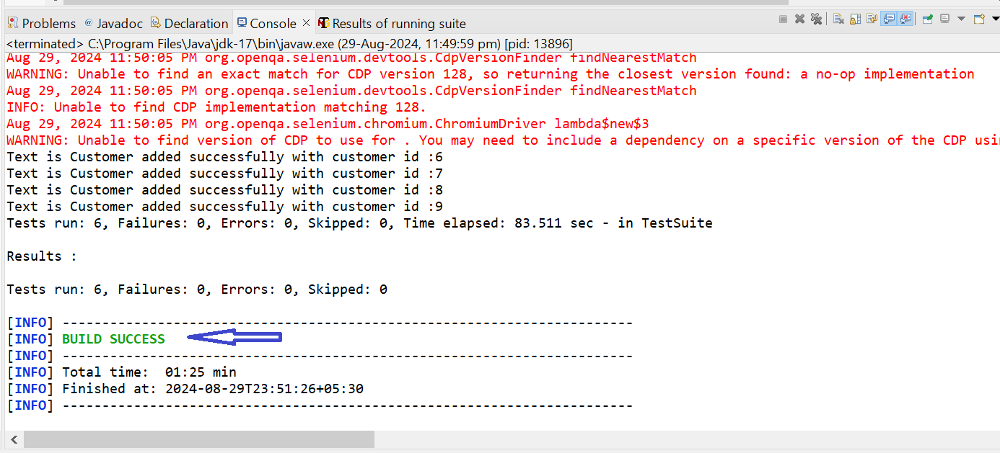 Problems @ Javadoc Declaration Console × Results of running suite
<terminated> C:\Program Files\Java\jdk-17\bin\javaw.exe (29-Aug-2024, 11:49:59 pm) [pid: 13896]
Aug 29, 2024 11:50:05 PM org.openqa.selenium.devtools.CdpVersionFinder findNearestMatch
WARNING: Unable to find an exact match for CDP version 128, so returning the closest version found: a no-op implementation
Aug 29, 2024 11:50:05 PM org.openqa.selenium.devtools.CdpVersionFinder findNearestMatch
INFO: Unable to find CDP implementation matching 128.
Aug 29, 2024 11:50:05 PM org.openqa.selenium.chromium.ChromiumDriver lambda$new$3
WARNING: Unable to find version of CDP to use for . You may need to include a dependency on a specific version of the CDP usi
Text is Customer added successfully with customer id :6
Text is Customer added successfully with customer id :7
Text is Customer added successfully with customer id :8
Text is Customer added successfully with customer id :9
Tests run: 6, Failures: 0, Errors: 0, Skipped: 0, Time elapsed: 83.511 sec - in TestSuite
Results :
Tests run: 6, Failures: 0, Errors: 0, Skipped: 0
[INFO] ------------------------------------------------------------------------
[INFO] BUILD SUCCESS
[INFO] ------------------------------------------------------------------------
[INFO] Total time:  01:25 min
[INFO] Finished at: 2024-08-29T23:51:26+05:30
[INFO] ------------------------------------------------------------------------